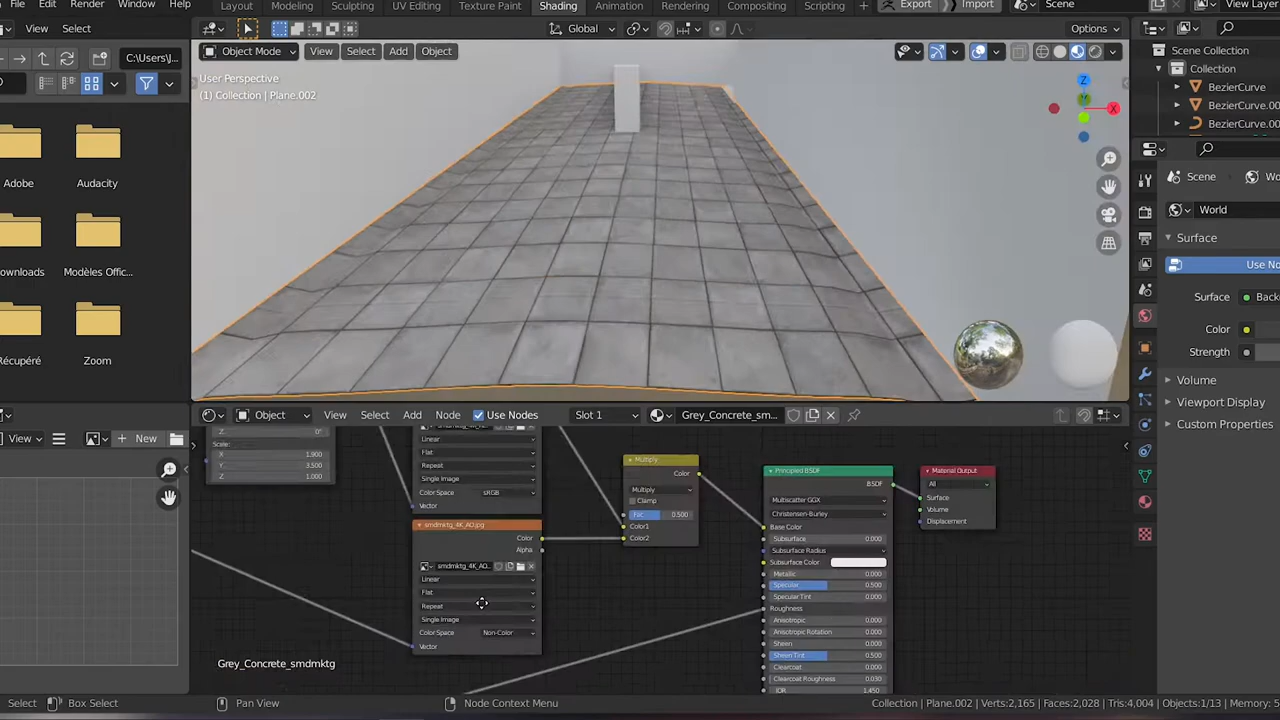 File Edit Render Window Help Layout Modeling Sculpting UV Editing Texture Paint Shading Animation Rendering Compositing Scripting Export Import Scene View Layer
View Select Global Options
Object Mode View Select Add Object
C:\Users\J...
User Perspective
(1) Collection | Plane.002
Z
Y
X
Scene Collection
Collection
BezierCurve
BezierCurve.00
BezierCurve.00
Adobe Audacity
ownloads Modèles Offic...
Récupéré Zoom
Scene
World
Surface
Use No
Surface: Back
Color
Strength
Volume
Viewport Display
Custom Properties
View New
Object View Select Add Node Use Nodes Slot 1 Grey_Concrete_sm...
Z: 0°
Scale:
X 1.900
Y 3.500
Z 1.000
Linear
Flat
Repeat
Single Image
Color Space sRGB
Vector
smdmktg_4K_AO.jpg
Color
Alpha
smdmktg_4K_AO...
Linear
Flat
Repeat
Single Image
Color Space Non-Color
Vector
Multiply
Color
Multiply
Clamp
Fac 0.500
Color1
Color2
Principled BSDF
BSDF
Multiscatter GGX
Christensen-Burley
Base Color
Subsurface 0.000
Subsurface Radius
Subsurface Color
Metallic 0.000
Specular 0.500
Specular Tint 0.000
Roughness
Anisotropic 0.000
Anisotropic Rotation 0.000
Sheen 0.000
Sheen Tint 0.500
Clearcoat 0.000
Clearcoat Roughness 0.030
IOR 1.450
Material Output
All
Surface
Volume
Displacement
Grey_Concrete_smdmktg
Select Box Select Pan View Node Context Menu Collection | Plane.002 Verts:2,165 | Faces:2,028 | Tris:4,004 | Objects:1/13 | Memory: 5